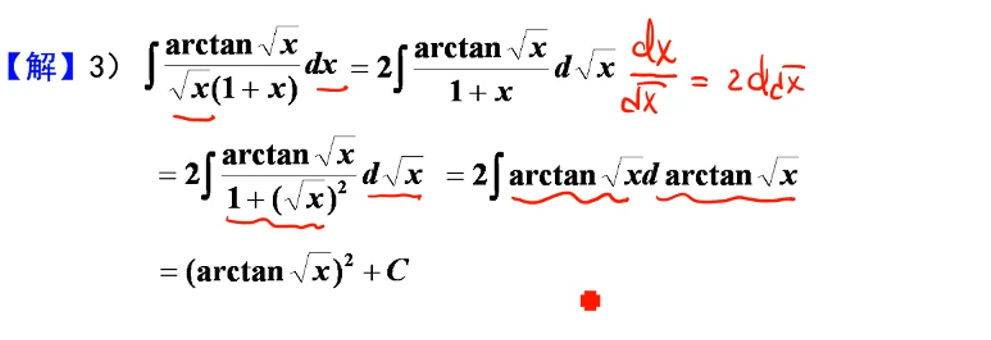 【解】3） ∫ arctan √x / √x(1 + x) dx = 2∫ arctan √x / 1 + x d√x dx / √x = 2d√x
= 2∫ arctan √x / 1 + (√x)² d√x = 2∫ arctan √x d arctan √x
= (arctan √x)² + C